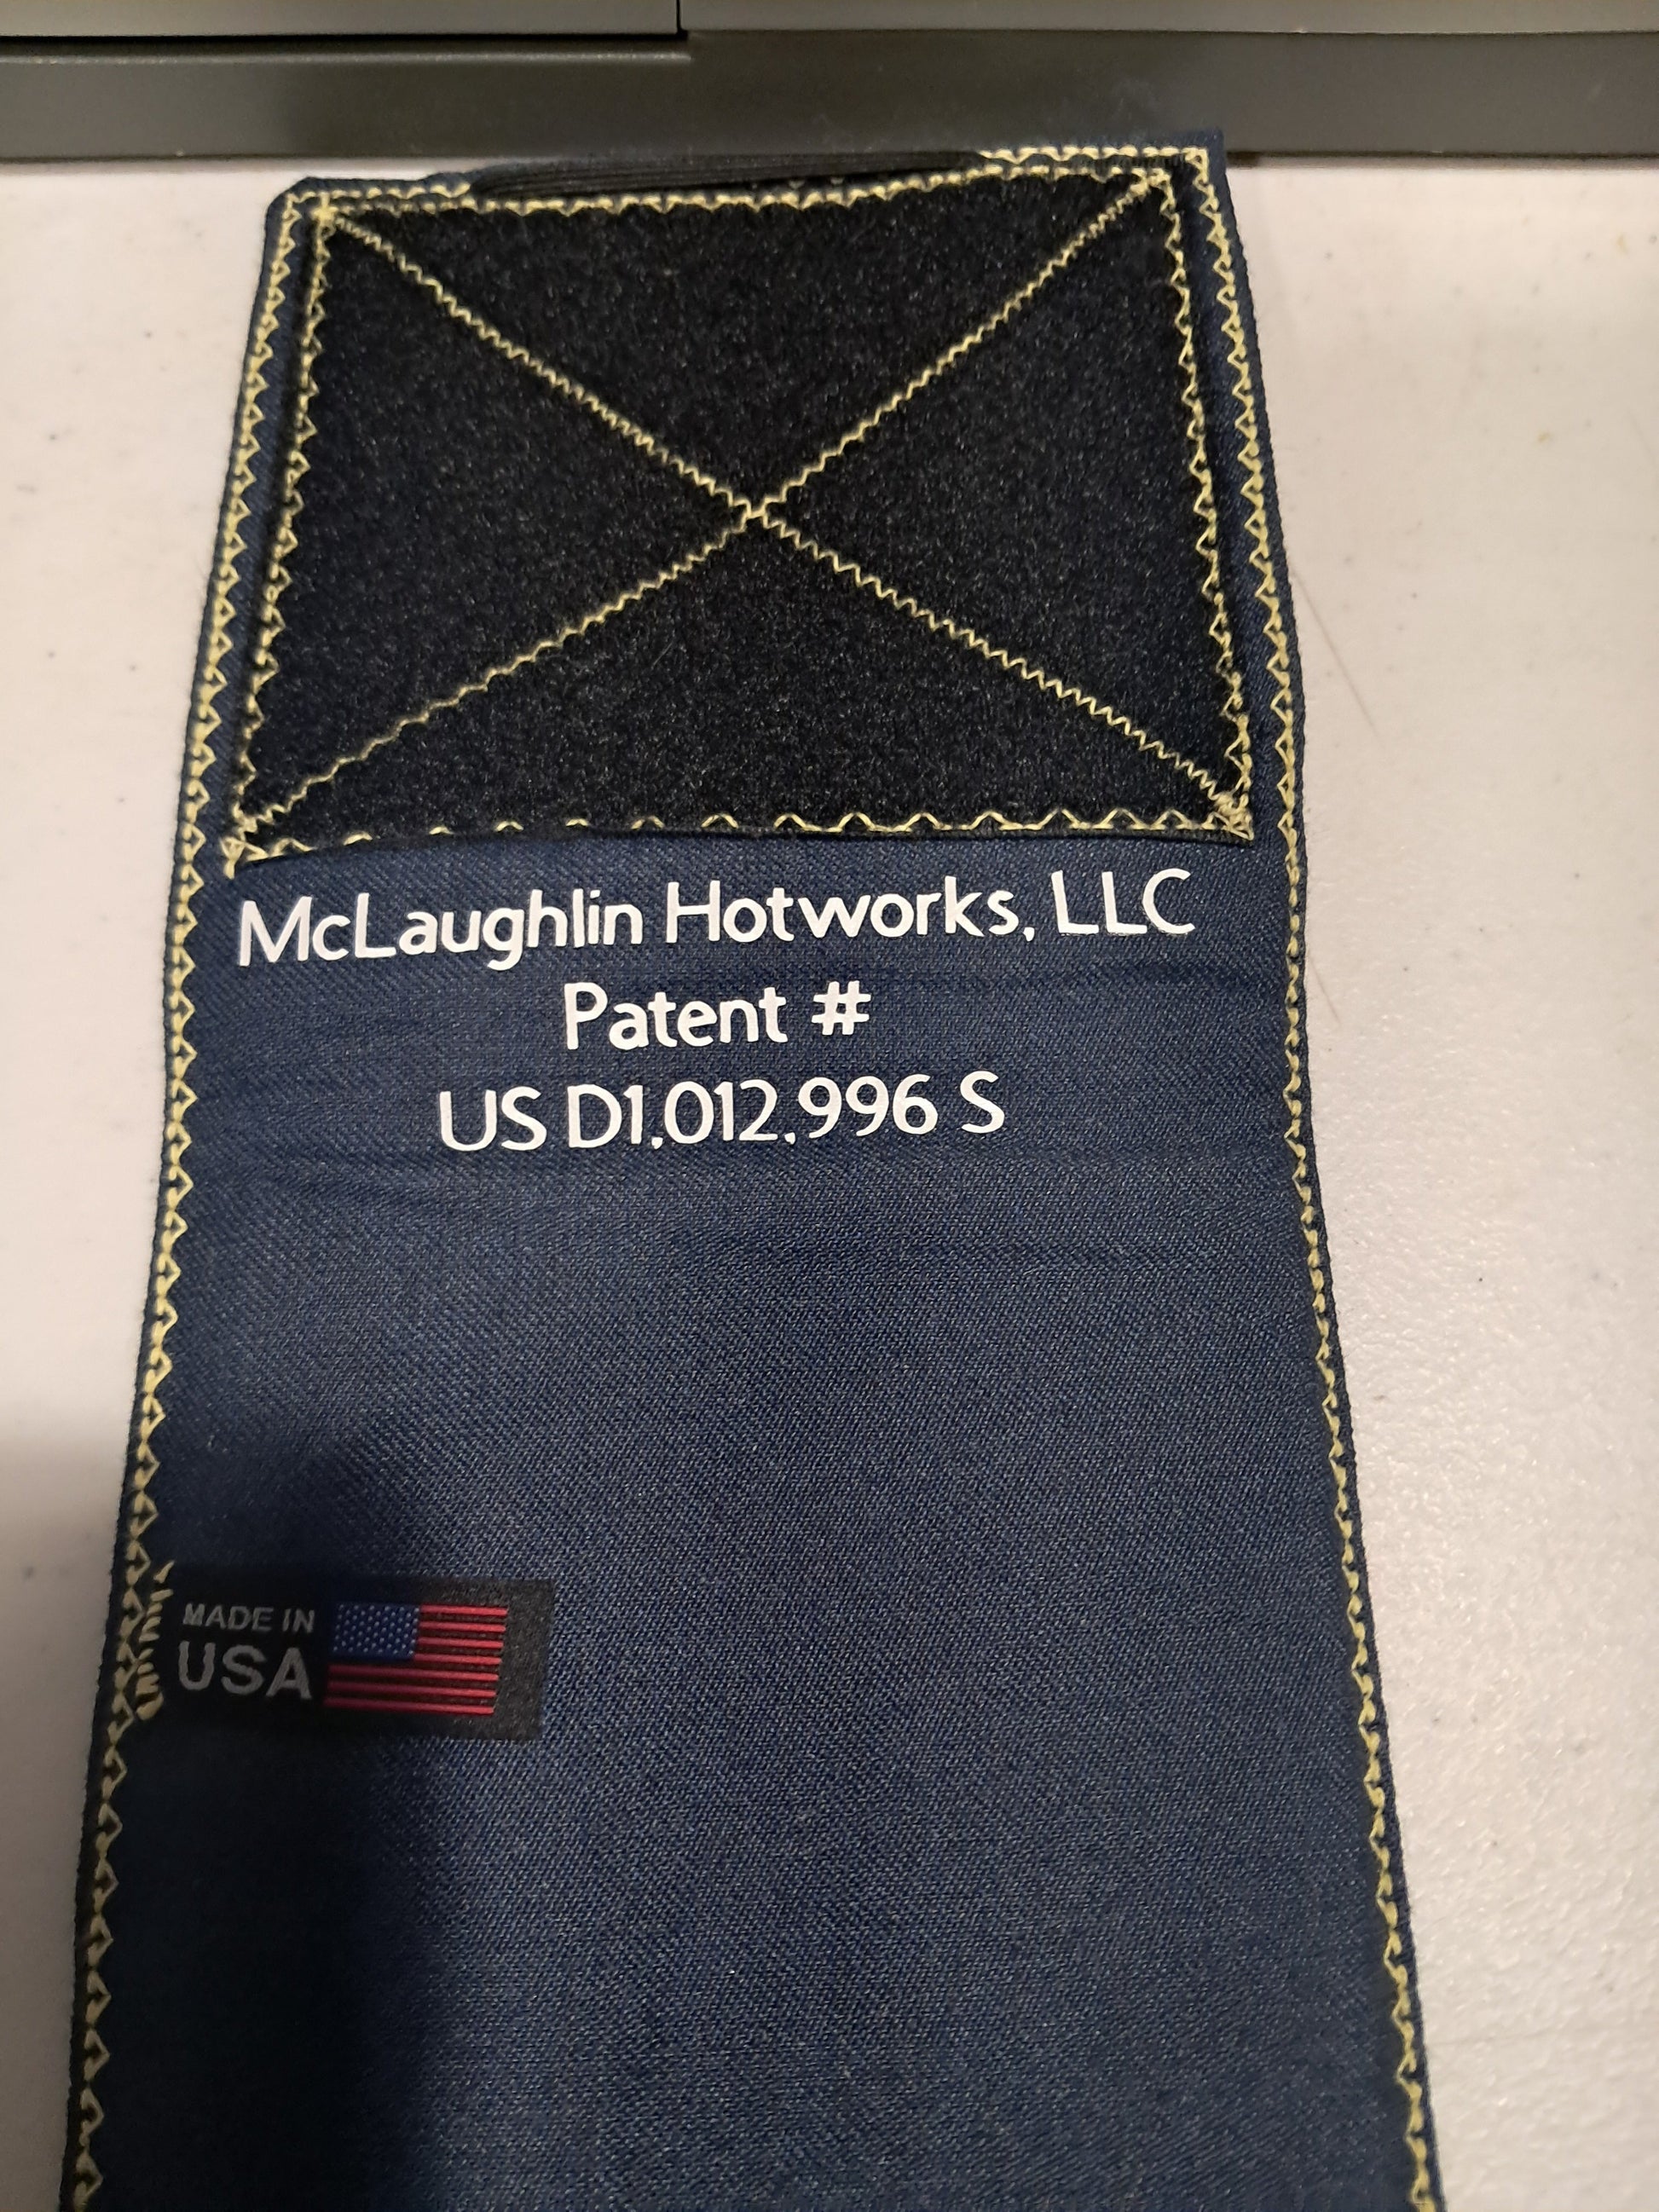 McLaughlin Hotworks, LLC
Patent #
US D1,012,996 S
MADE IN
USA